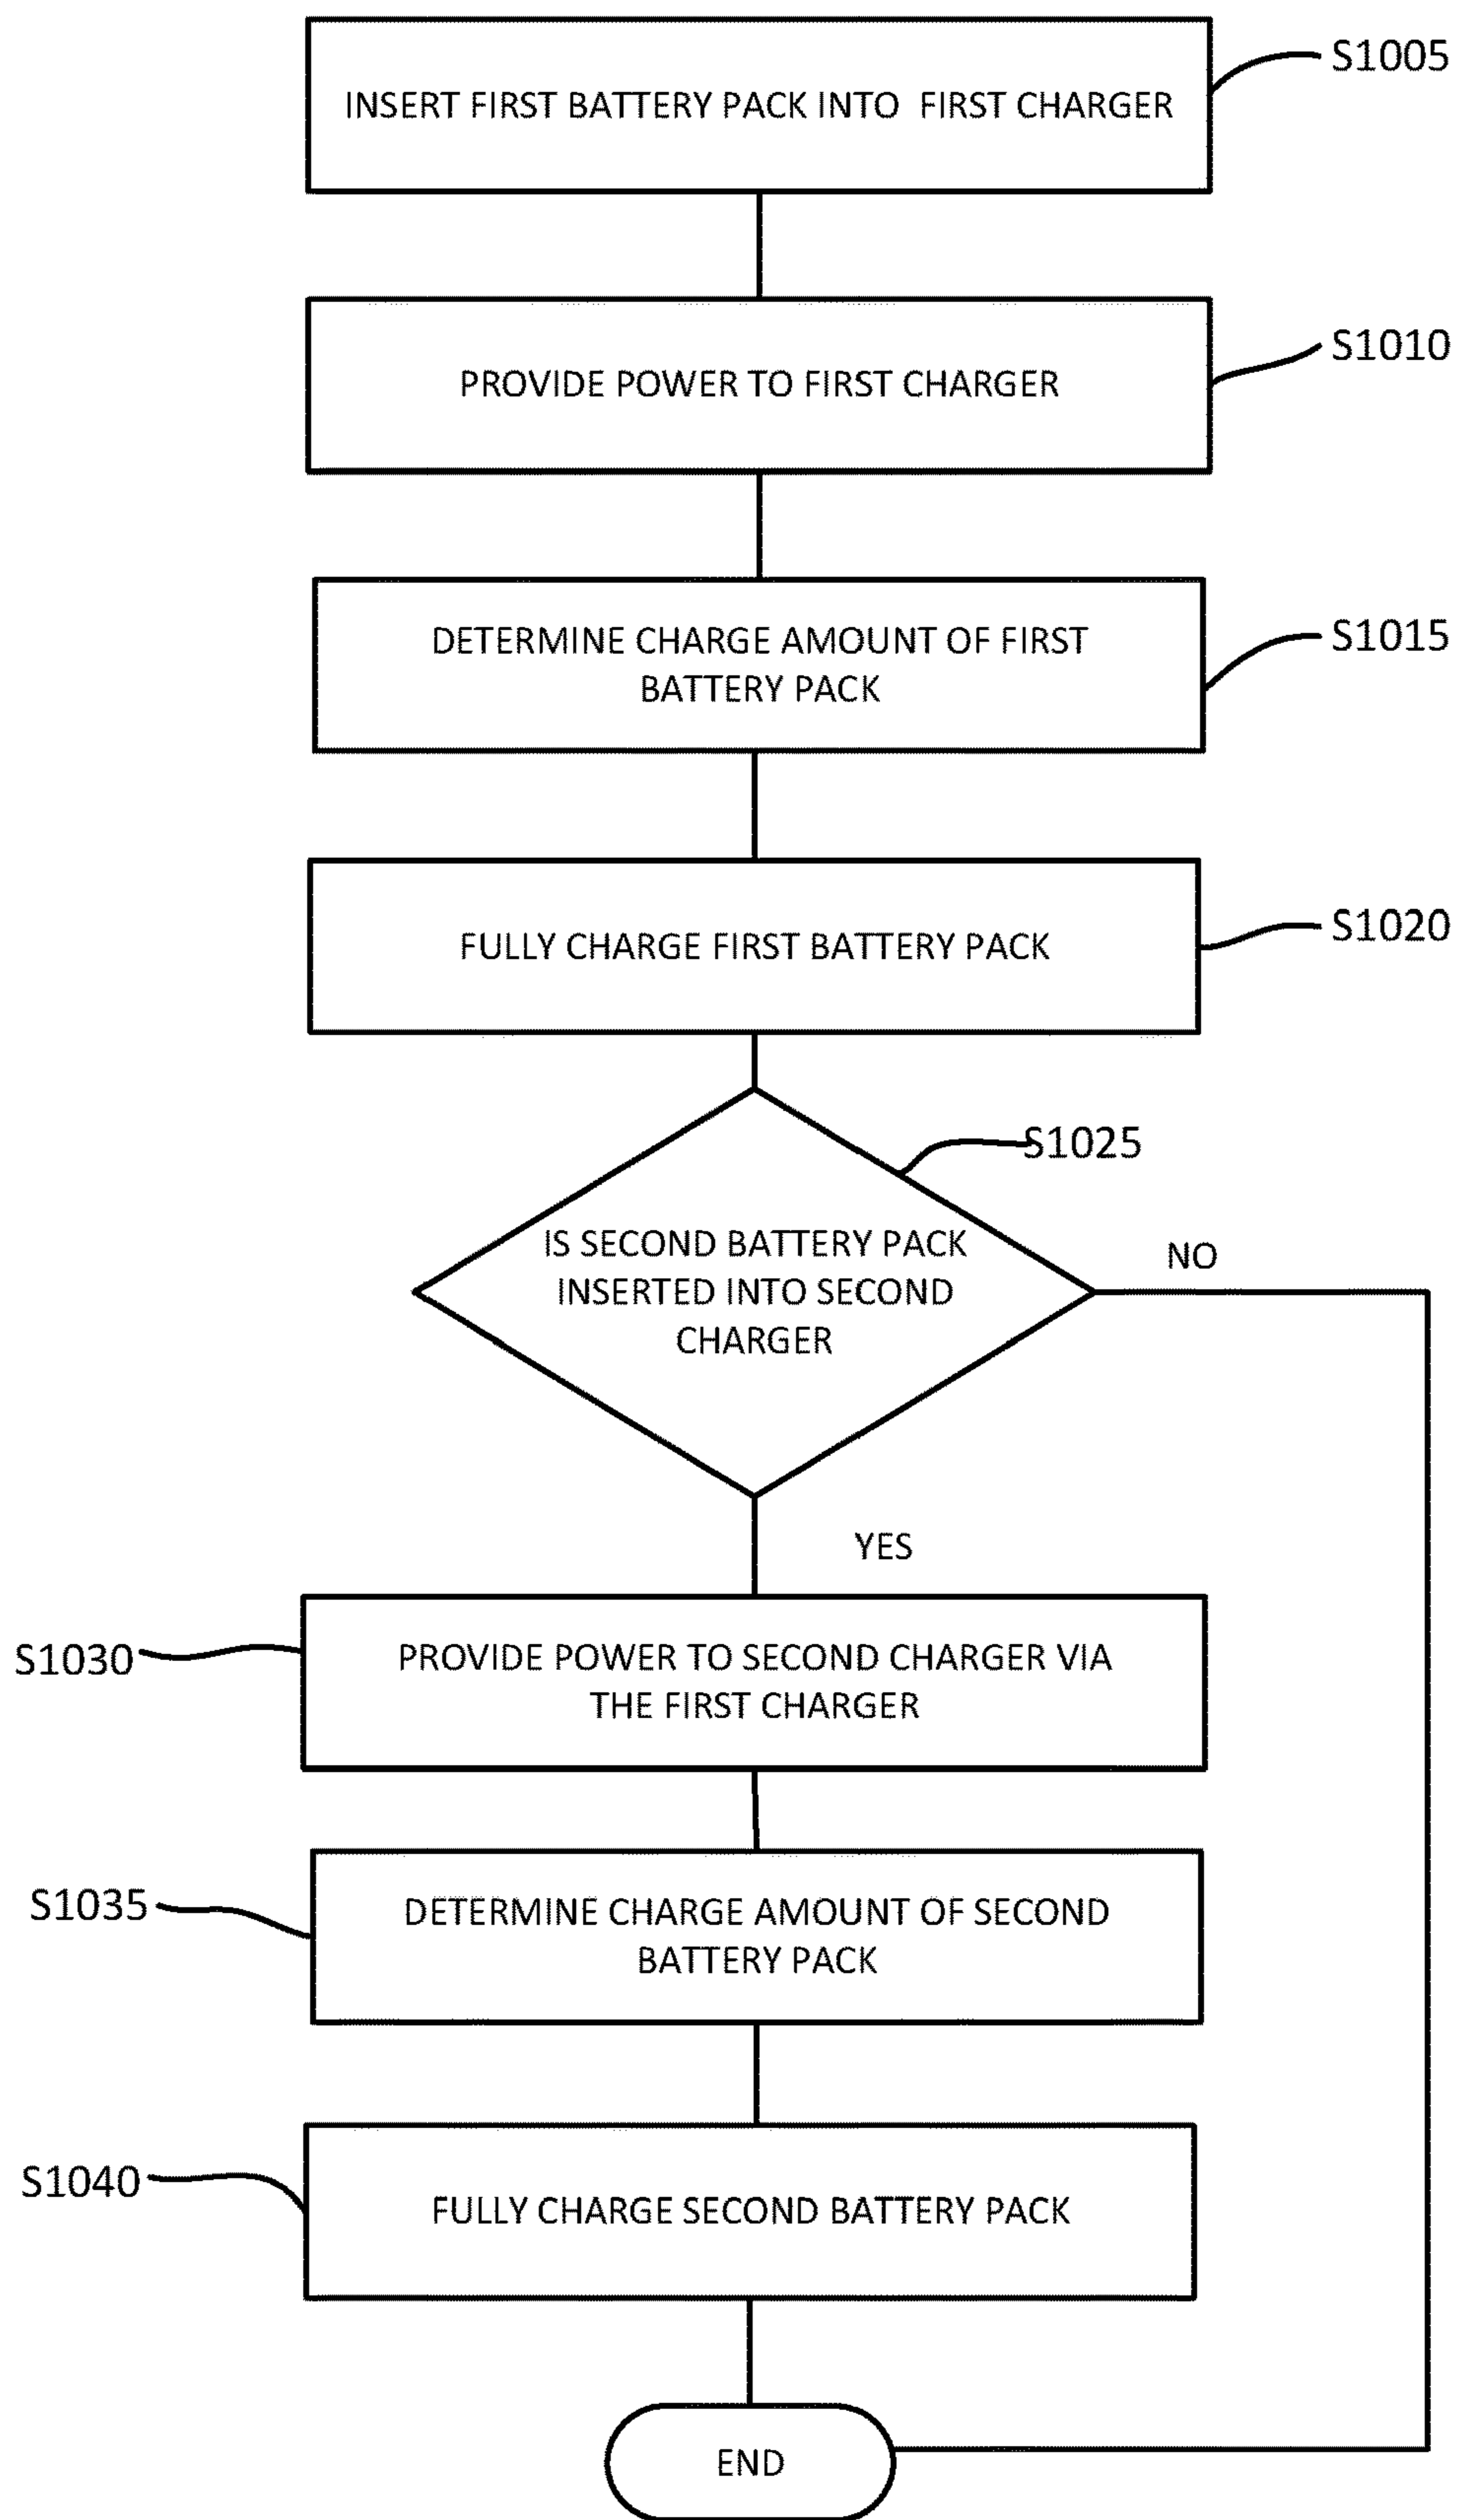 S1005
INSERT FIRST BATTERY PACK INTO FIRST CHARGER
S1010
PROVIDE POWER TO FIRST CHARGER
S1015
DETERMINE CHARGE AMOUNT OF FIRST
BATTERY PACK
S1020
FULLY CHARGE FIRST BATTERY PACK
S1025
IS SECOND BATTERY PACK
INSERTED INTO SECOND
CHARGER
NO
YES
S1030
PROVIDE POWER TO SECOND CHARGER VIA
THE FIRST CHARGER
S1035
DETERMINE CHARGE AMOUNT OF SECOND
BATTERY PACK
S1040
FULLY CHARGE SECOND BATTERY PACK
END